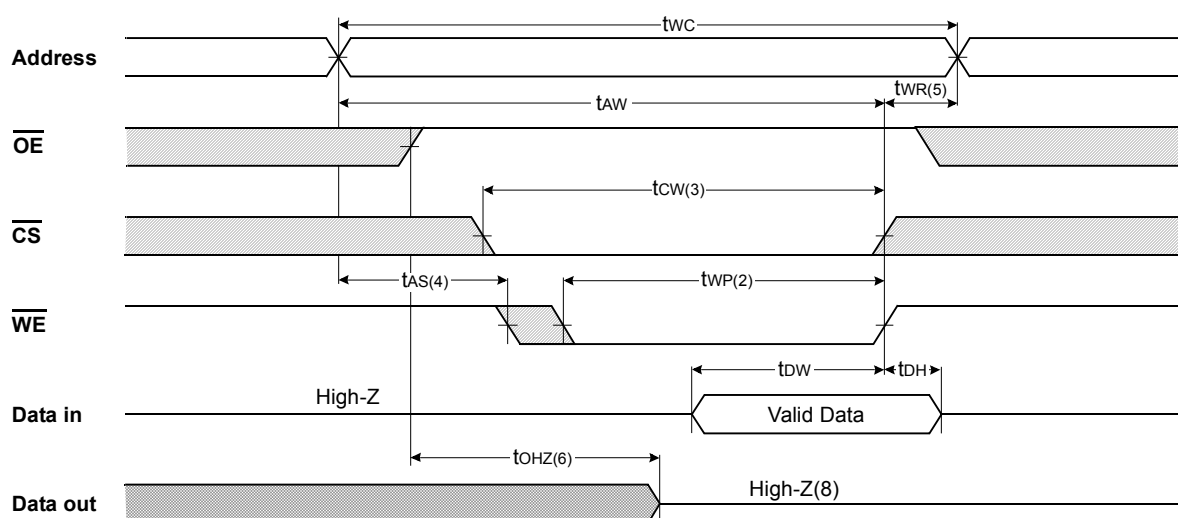 tWC
Address
tWR(5)
tAW
OE
tCW(3)
CS
tAS(4)
tWP(2)
WE
tDW
tDH
High-Z
Data in
Valid Data
tOHZ(6)
High-Z(8)
Data out